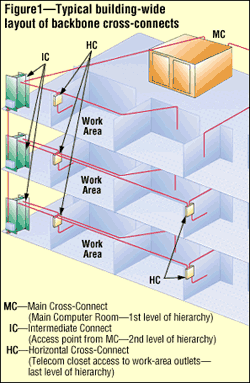 Figure1—Typical building-wide
layout of backbone cross-connects
MC
HC
IC
Work
Area
Work
Area
Work
Area
HC
MC—Main Cross-Connect
(Main Computer Room—1st level of hierarchy)
IC—Intermediate Connect
(Access point from MC—2nd level of hierarchy)
HC—Horizontal Cross-Connect
(Telecom closet access to work-area outlets—
last level of hierarchy)